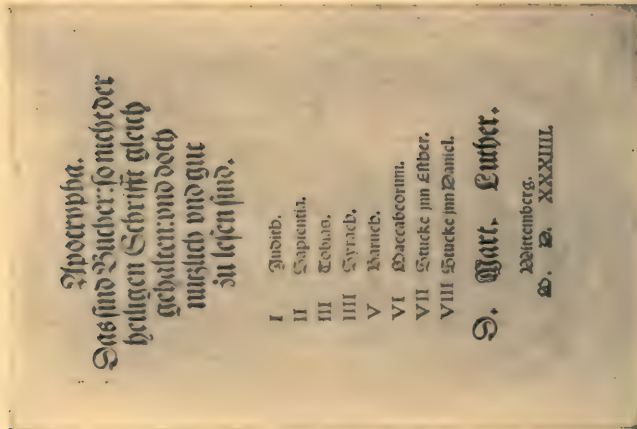 Apocrypha.
Das sind Bücher: so nicht der
heiligen Schrifft gleich
gehalten: vnd doch
nützlich vnd gut
zu lesen sind.
I Judith.
II Sapientia.
III Tobias.
IIII Syrach.
V Baruch.
VI Maccabeorum.
VII Stücke jnn Esther.
VIII Stücke jnn Daniel.
D. Mart. Luther.
Wittemberg.
M. D. XXXIIII.